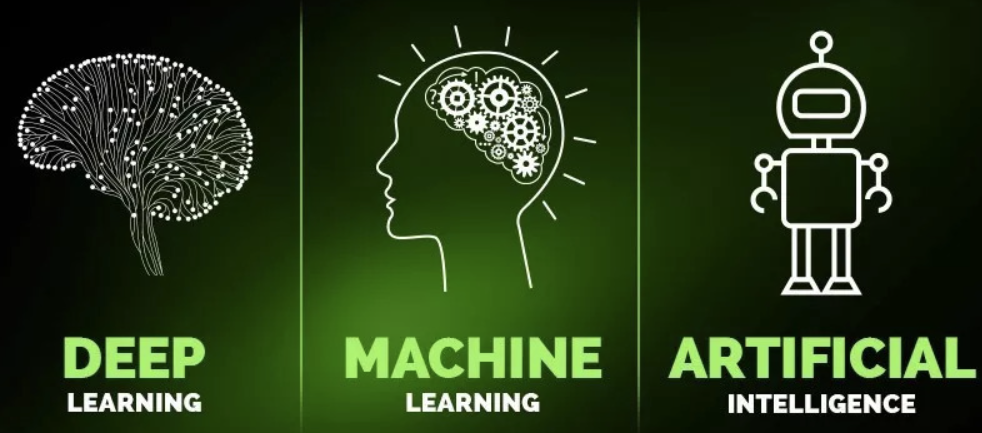 DEEP
LEARNING
MACHINE
LEARNING
ARTIFICIAL
INTELLIGENCE